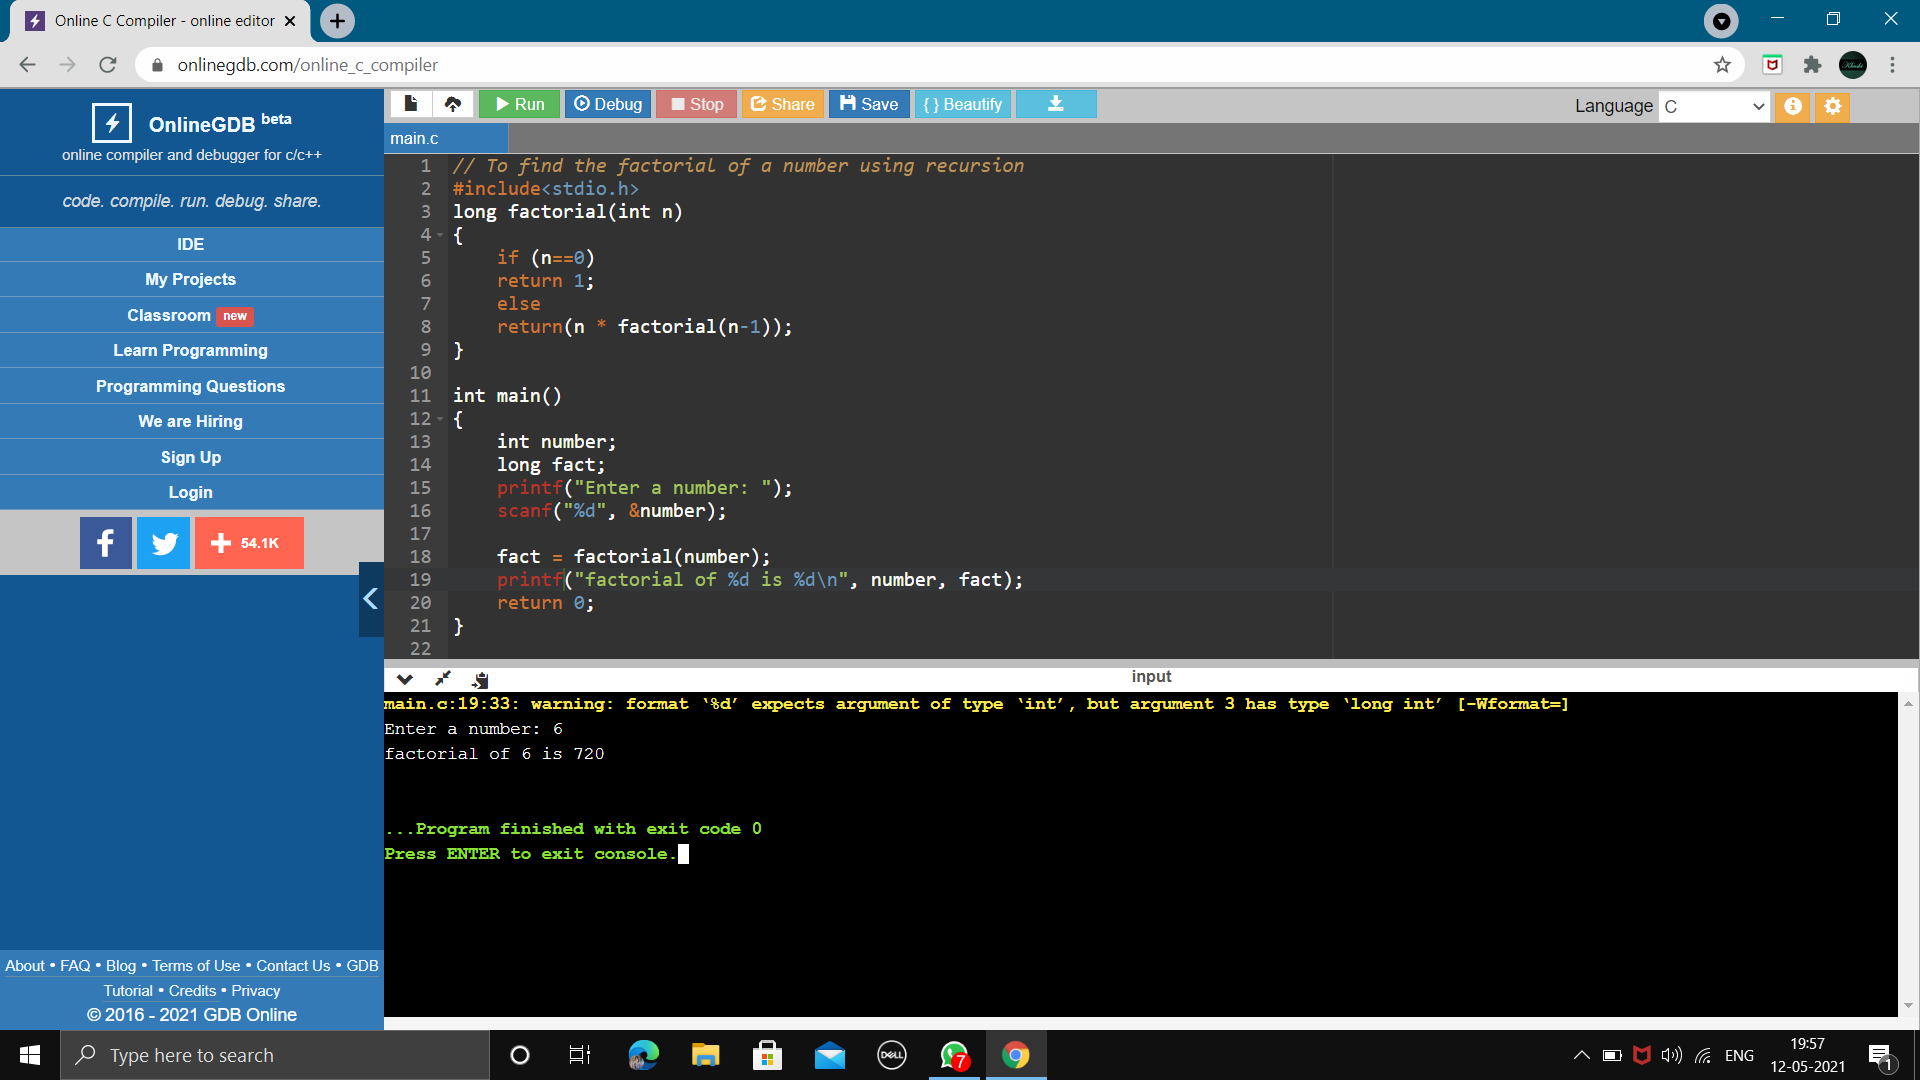 Online C Compiler - online editor
onlinegdb.com/online_c_compiler
OnlineGDB beta
online compiler and debugger for c/c++
code. compile. run. debug. share.
IDE
My Projects
Classroom new
Learn Programming
Programming Questions
We are Hiring
Sign Up
Login
54.1K
About • FAQ • Blog • Terms of Use • Contact Us • GDB
Tutorial • Credits • Privacy
© 2016 - 2021 GDB Online
Run Debug Stop Share Save { } Beautify
Language C
main.c
1 // To find the factorial of a number using recursion
2 #include<stdio.h>
3 long factorial(int n)
4 {
5 if (n==0)
6 return 1;
7 else
8 return(n * factorial(n-1));
9 }
10
11 int main()
12 {
13 int number;
14 long fact;
15 printf("Enter a number: ");
16 scanf("%d", &number);
17
18 fact = factorial(number);
19 printf("factorial of %d is %d\n", number, fact);
20 return 0;
21 }
22
input
main.c:19:33: warning: format ‘%d’ expects argument of type ‘int’, but argument 3 has type ‘long int’ [-Wformat=]
Enter a number: 6
factorial of 6 is 720
...Program finished with exit code 0
Press ENTER to exit console.
Type here to search
DELL
7
ENG
19:57
12-05-2021
1